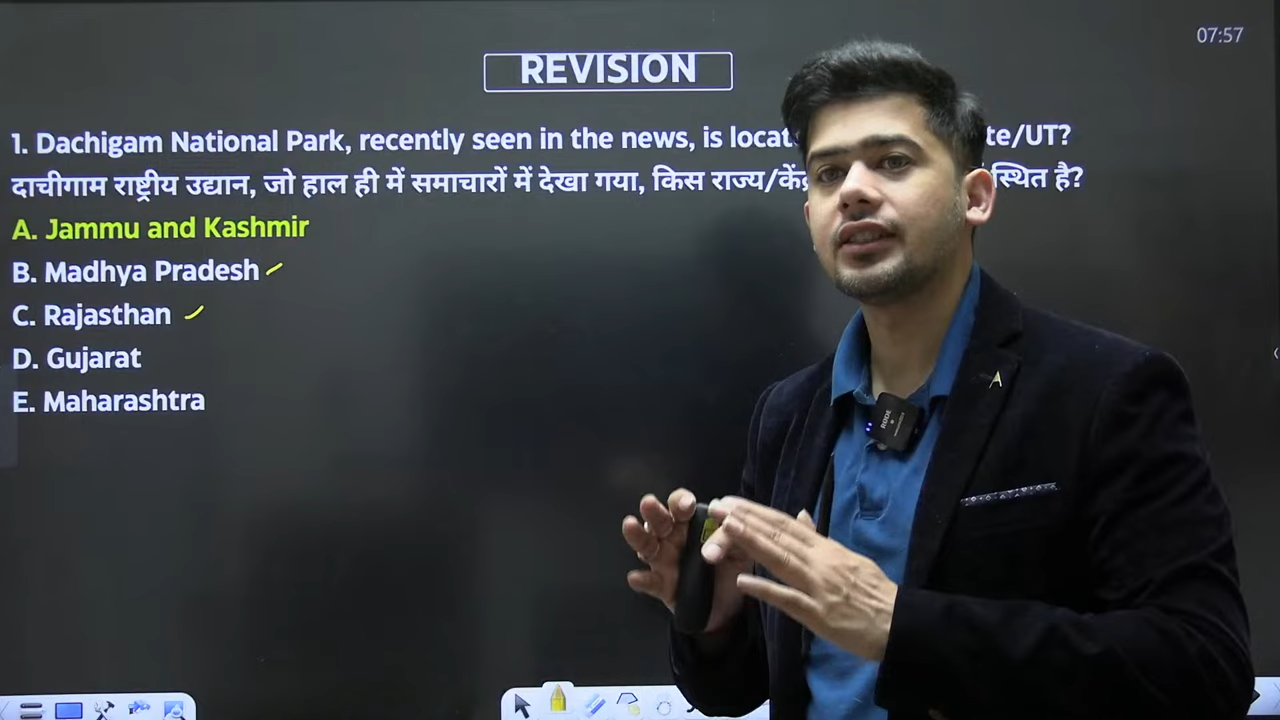 07:57
REVISION
1. Dachigam National Park, recently seen in the news, is te/UT?
दाचीगाम राष्ट्रीय उद्यान, जो हाल ही में समाचारों में देखा गया, किस राज्य/ स्थित है?
A. Jammu and Kashmir
B. Madhya Pradesh
C. Rajasthan
D. Gujarat
E. Maharashtra
RODE